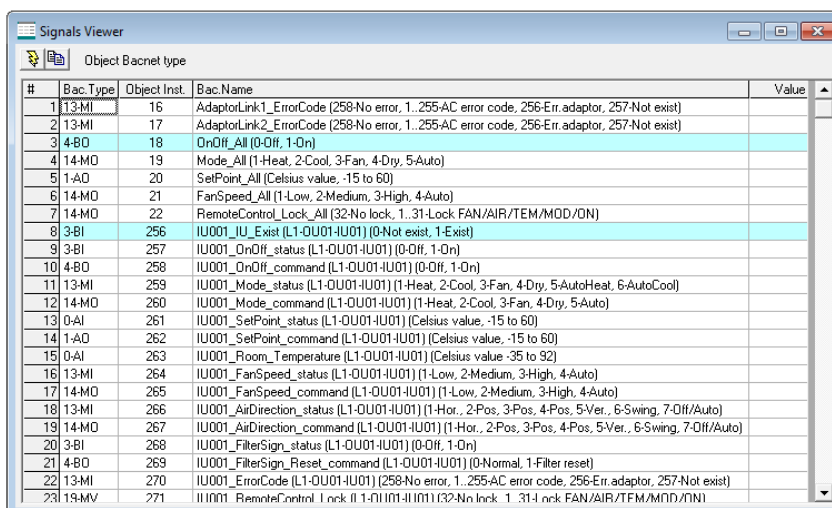 Signals Viewer
Object Bacnet type
# Bac.Type Object Inst. Bac.Name Value
1 13-MI 16 AdaptorLink1_ErrorCode (258-No error, 1..255-AC error code, 256-Err.adaptor, 257-Not exist)
2 13-MI 17 AdaptorLink2_ErrorCode (258-No error, 1..255-AC error code, 256-Err.adaptor, 257-Not exist)
3 4-BO 18 OnOff_All (0-Off, 1-On)
4 14-MO 19 Mode_All (1-Heat, 2-Cool, 3-Fan, 4-Dry, 5-Auto)
5 1-AO 20 SetPoint_All (Celsius value, -15 to 60)
6 14-MO 21 FanSpeed_All (1-Low, 2-Medium, 3-High, 4-Auto)
7 14-MO 22 RemoteControl_Lock_All (32-No lock, 1..31-Lock FAN/AIR/TEM/MOD/ON)
8 3-BI 256 IU001_IU_Exist (L1-OU01-IU01) (0-Not exist, 1-Exist)
9 3-BI 257 IU001_OnOff_status (L1-OU01-IU01) (0-Off, 1-On)
10 4-BO 258 IU001_OnOff_command (L1-OU01-IU01) (0-Off, 1-On)
11 13-MI 259 IU001_Mode_status (L1-OU01-IU01) (1-Heat, 2-Cool, 3-Fan, 4-Dry, 5-AutoHeat, 6-AutoCool)
12 14-MO 260 IU001_Mode_command (L1-OU01-IU01) (1-Heat, 2-Cool, 3-Fan, 4-Dry, 5-Auto)
13 0-AI 261 IU001_SetPoint_status (L1-OU01-IU01) (Celsius value, -15 to 60)
14 1-AO 262 IU001_SetPoint_command (L1-OU01-IU01) (Celsius value, -15 to 60)
15 0-AI 263 IU001_Room_Temperature (L1-OU01-IU01) (Celsius value -35 to 92)
16 13-MI 264 IU001_FanSpeed_status (L1-OU01-IU01) (1-Low, 2-Medium, 3-High, 4-Auto)
17 14-MO 265 IU001_FanSpeed_command (L1-OU01-IU01) (1-Low, 2-Medium, 3-High, 4-Auto)
18 13-MI 266 IU001_AirDirection_status (L1-OU01-IU01) (1-Hor., 2-Pos, 3-Pos, 4-Pos, 5-Ver., 6-Swing, 7-Off/Auto)
19 14-MO 267 IU001_AirDirection_command (L1-OU01-IU01) (1-Hor., 2-Pos, 3-Pos, 4-Pos, 5-Ver., 6-Swing, 7-Off/Auto)
20 3-BI 268 IU001_FilterSign_status (L1-OU01-IU01) (0-Off, 1-On)
21 4-BO 269 IU001_FilterSign_Reset_command (L1-OU01-IU01) (0-Normal, 1-Filter reset)
22 13-MI 270 IU001_ErrorCode (L1-OU01-IU01) (258-No error, 1..255-AC error code, 256-Err.adaptor, 257-Not exist)
23 19-MV 271 IU001_RemoteControl_Lock (L1-OU01-IU01) (32-No lock, 1..31-Lock FAN/AIR/TEM/MOD/ON)